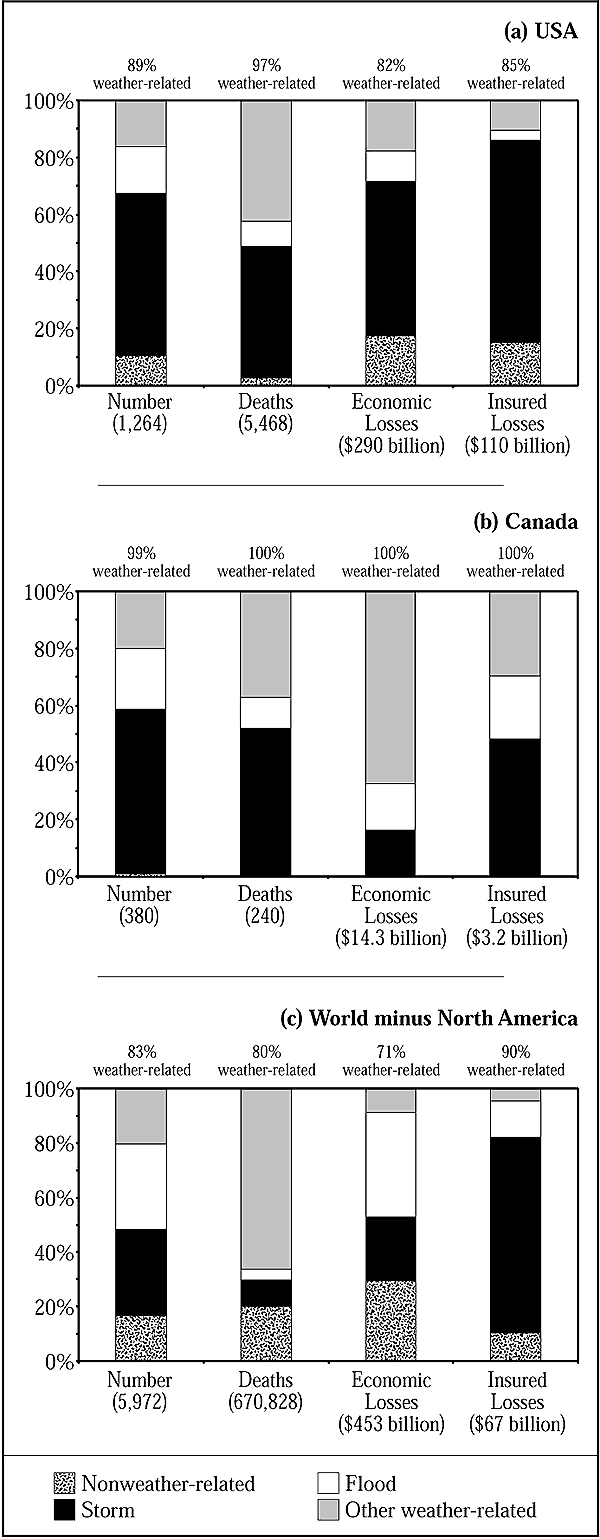 (a) USA
89% 97% 82% 85%
weather-related weather-related weather-related weather-related
100%
80%
60%
40%
20%
0%
Number Deaths Economic Insured
(1,264) (5,468) Losses Losses
($290 billion) ($110 billion)
(b) Canada
99% 100% 100% 100%
weather-related weather-related weather-related weather-related
100%
80%
60%
40%
20%
0%
Number Deaths Economic Insured
(380) (240) Losses Losses
($14.3 billion) ($3.2 billion)
(c) World minus North America
83% 80% 71% 90%
weather-related weather-related weather-related weather-related
100%
80%
60%
40%
20%
0%
Number Deaths Economic Insured
(5,972) (670,828) Losses Losses
($453 billion) ($67 billion)
Nonweather-related Flood
Storm Other weather-related